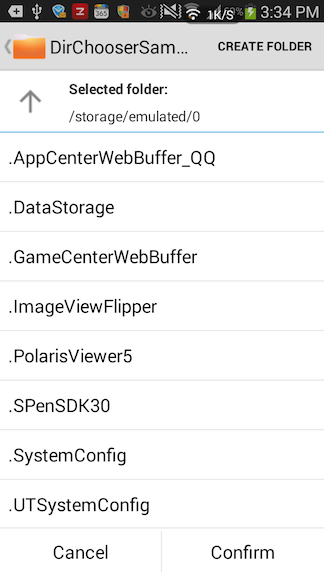 1K/S 59% 3:34 PM
DirChooserSam... CREATE FOLDER
Selected folder:
/storage/emulated/0
.AppCenterWebBuffer_QQ
.DataStorage
.GameCenterWebBuffer
.ImageViewFlipper
.PolarisViewer5
.SPenSDK30
.SystemConfig
.UTSystemConfig
Cancel Confirm